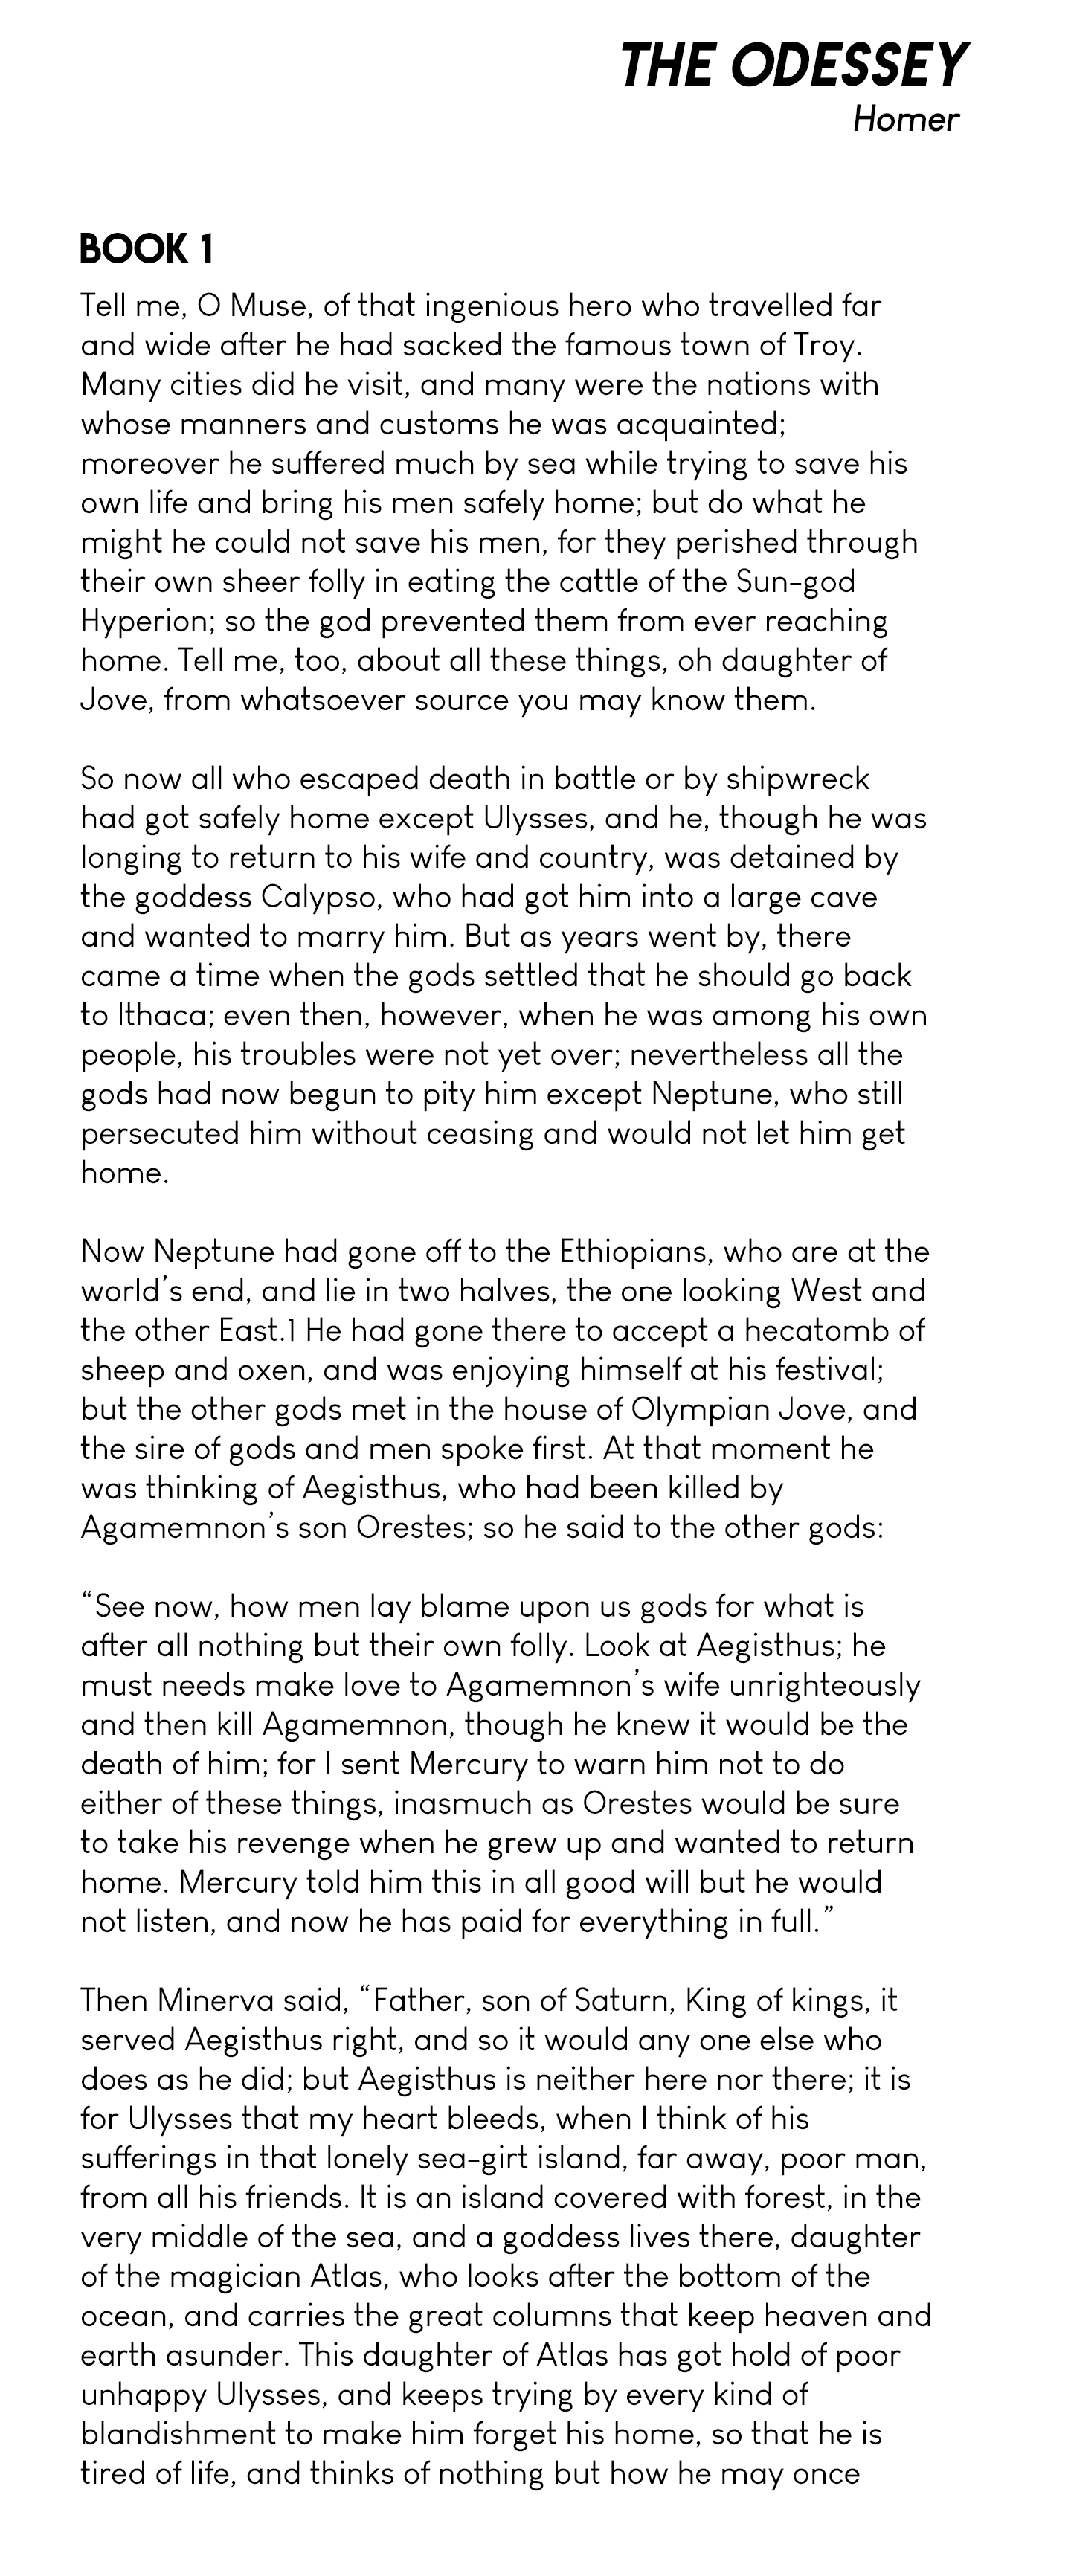 THE ODESSEY
Homer
BOOK 1
Tell me, O Muse, of that ingenious hero who travelled far
and wide after he had sacked the famous town of Troy.
Many cities did he visit, and many were the nations with
whose manners and customs he was acquainted;
moreover he suffered much by sea while trying to save his
own life and bring his men safely home; but do what he
might he could not save his men, for they perished through
their own sheer folly in eating the cattle of the Sun-god
Hyperion; so the god prevented them from ever reaching
home. Tell me, too, about all these things, oh daughter of
Jove, from whatsoever source you may know them.
So now all who escaped death in battle or by shipwreck
had got safely home except Ulysses, and he, though he was
longing to return to his wife and country, was detained by
the goddess Calypso, who had got him into a large cave
and wanted to marry him. But as years went by, there
came a time when the gods settled that he should go back
to Ithaca; even then, however, when he was among his own
people, his troubles were not yet over; nevertheless all the
gods had now begun to pity him except Neptune, who still
persecuted him without ceasing and would not let him get
home.
Now Neptune had gone off to the Ethiopians, who are at the
world’s end, and lie in two halves, the one looking West and
the other East.1 He had gone there to accept a hecatomb of
sheep and oxen, and was enjoying himself at his festival;
but the other gods met in the house of Olympian Jove, and
the sire of gods and men spoke first. At that moment he
was thinking of Aegisthus, who had been killed by
Agamemnon’s son Orestes; so he said to the other gods:
“See now, how men lay blame upon us gods for what is
after all nothing but their own folly. Look at Aegisthus; he
must needs make love to Agamemnon’s wife unrighteously
and then kill Agamemnon, though he knew it would be the
death of him; for I sent Mercury to warn him not to do
either of these things, inasmuch as Orestes would be sure
to take his revenge when he grew up and wanted to return
home. Mercury told him this in all good will but he would
not listen, and now he has paid for everything in full.”
Then Minerva said, “Father, son of Saturn, King of kings, it
served Aegisthus right, and so it would any one else who
does as he did; but Aegisthus is neither here nor there; it is
for Ulysses that my heart bleeds, when I think of his
sufferings in that lonely sea-girt island, far away, poor man,
from all his friends. It is an island covered with forest, in the
very middle of the sea, and a goddess lives there, daughter
of the magician Atlas, who looks after the bottom of the
ocean, and carries the great columns that keep heaven and
earth asunder. This daughter of Atlas has got hold of poor
unhappy Ulysses, and keeps trying by every kind of
blandishment to make him forget his home, so that he is
tired of life, and thinks of nothing but how he may once